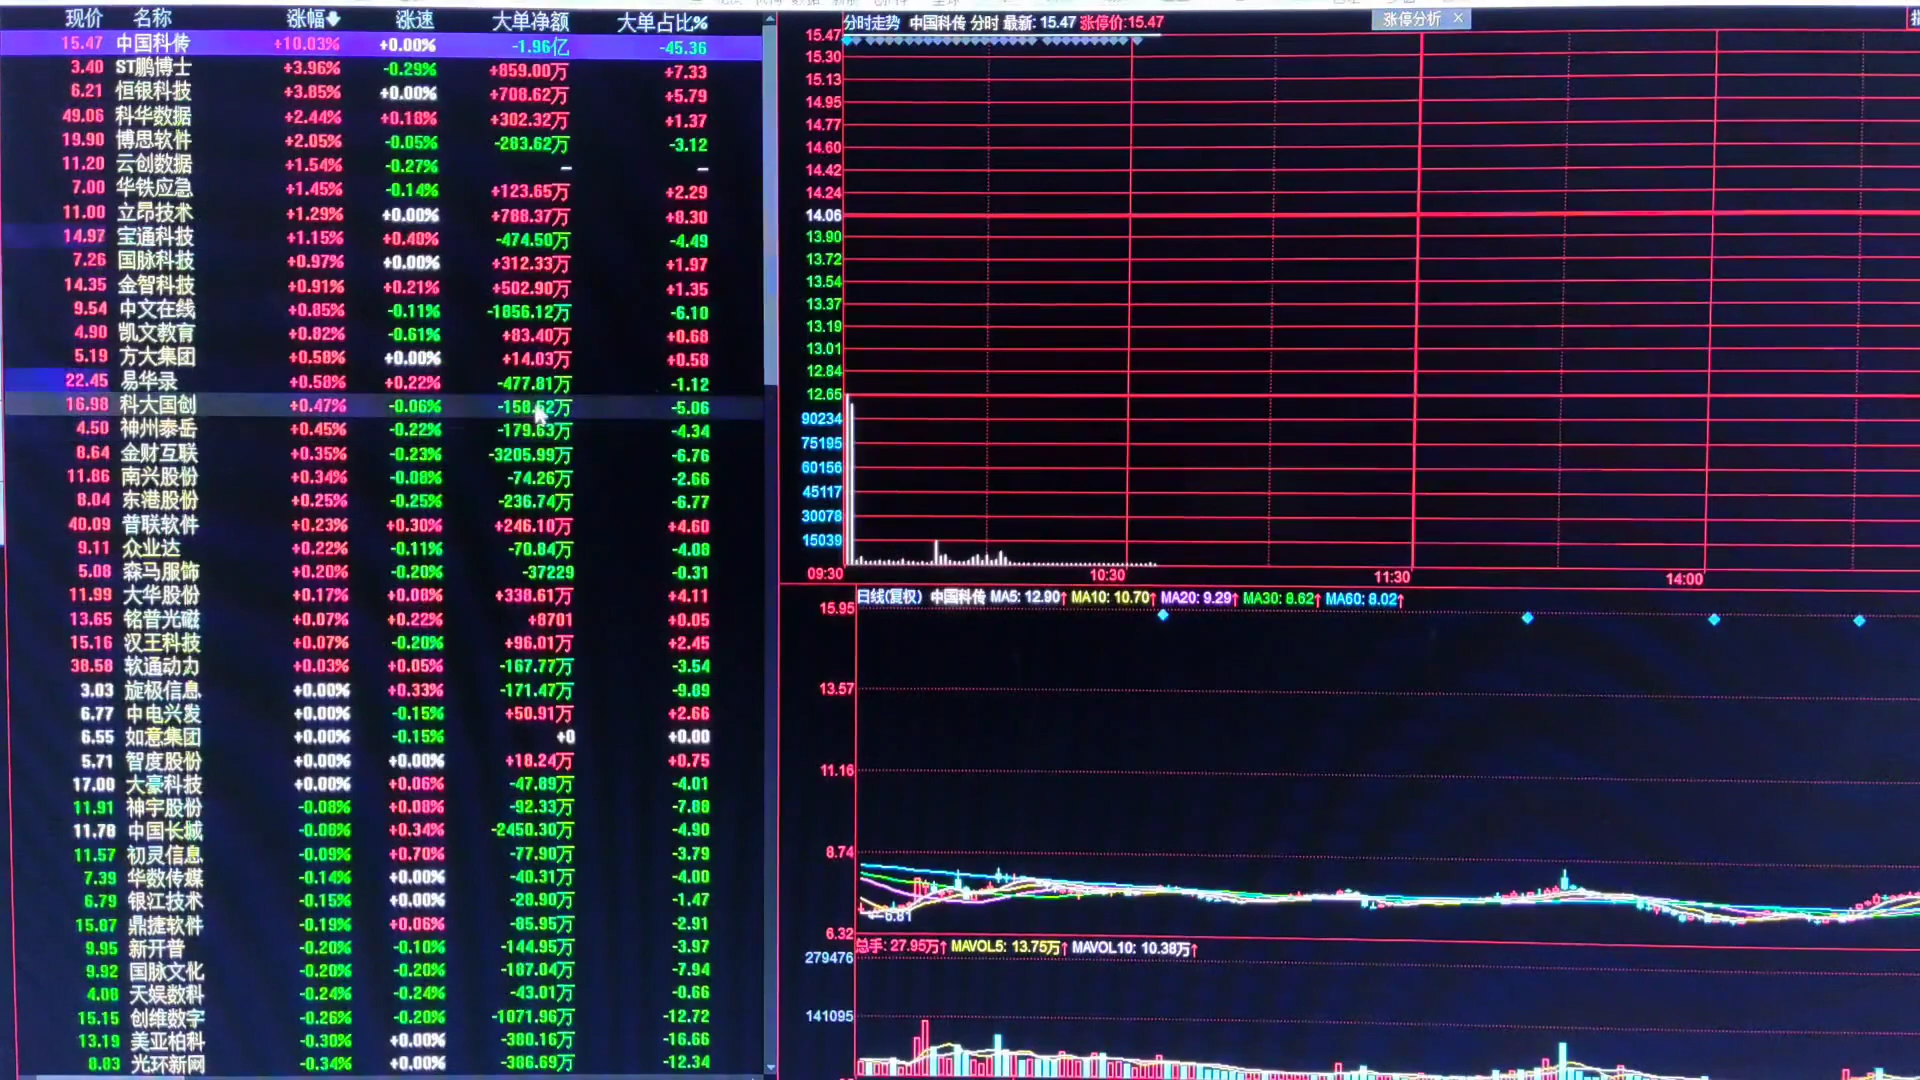 现价 名称 涨幅 涨速 大单净额 大单占比%
15.47 中国科传 +10.03% +0.00% -1.96亿 -45.36
3.40 ST鹏博士 +3.96% -0.29% +859.00万 +7.33
6.21 恒银科技 +3.85% +0.00% +708.62万 +5.79
49.06 科华数据 +2.44% +0.18% +302.32万 +1.37
19.90 博思软件 +2.05% -0.05% -283.62万 -3.12
11.20 云创数据 +1.54% -0.27% — —
7.00 华铁应急 +1.45% -0.14% +123.65万 +2.29
11.00 立昂技术 +1.29% +0.00% +788.37万 +8.30
14.97 宝通科技 +1.15% +0.40% -474.50万 -4.49
7.26 国脉科技 +0.97% +0.00% +312.33万 +1.97
14.35 金智科技 +0.91% +0.21% +502.90万 +1.35
9.54 中文在线 +0.85% -0.11% -1856.12万 -6.10
4.90 凯文教育 +0.82% -0.61% +83.40万 +0.68
5.19 方大集团 +0.58% +0.00% +14.03万 +0.58
22.45 易华录 +0.58% +0.22% -477.81万 -1.12
16.98 科大国创 +0.47% -0.06% -158.52万 -5.06
4.50 神州泰岳 +0.45% -0.22% -179.63万 -4.34
8.64 金财互联 +0.35% -0.23% -3205.99万 -6.76
11.86 南兴股份 +0.34% -0.08% -74.26万 -2.66
8.04 东港股份 +0.25% -0.25% -236.74万 -6.77
40.09 普联软件 +0.23% +0.30% +246.10万 +4.60
9.11 众业达 +0.22% -0.11% -70.84万 -4.08
5.08 森马服饰 +0.20% -0.20% -37229 -0.31
11.99 大华股份 +0.17% +0.08% +338.61万 +4.11
13.65 铭普光磁 +0.07% +0.22% +8701 +0.05
15.16 汉王科技 +0.07% -0.20% +96.01万 +2.45
38.58 软通动力 +0.03% +0.05% -167.77万 -3.54
3.03 旋极信息 +0.00% +0.33% -171.47万 -9.89
6.77 中电兴发 +0.00% -0.15% +50.91万 +2.66
6.55 如意集团 +0.00% -0.15% +0 +0.00
5.71 智度股份 +0.00% +0.00% +18.24万 +0.75
17.00 大豪科技 +0.00% +0.06% -47.89万 -4.01
11.91 神宇股份 -0.08% +0.08% -92.33万 -7.88
11.78 中国长城 -0.08% +0.34% -2450.30万 -4.90
11.57 初灵信息 -0.09% +0.70% -77.90万 -3.79
7.39 华数传媒 -0.14% +0.00% -40.31万 -4.00
6.79 银江技术 -0.15% +0.00% -28.90万 -1.47
15.87 鼎捷软件 -0.19% +0.06% -85.95万 -2.91
9.95 新开普 -0.20% -0.10% -144.95万 -3.97
9.92 国脉文化 -0.20% -0.20% -187.04万 -7.94
4.08 天娱数科 -0.24% -0.24% -43.01万 -0.66
15.15 创维数字 -0.26% -0.20% -1071.96万 -12.72
13.19 美亚柏科 -0.30% +0.00% -380.16万 -16.66
8.83 光环新网 -0.34% +0.00% -386.69万 -12.34
分时走势 中国科传 分时 最新: 15.47 涨停价:15.47
涨停分析 ×
15.47
15.30
15.13
14.95
14.77
14.60
14.42
14.24
14.06
13.90
13.72
13.54
13.37
13.19
13.01
12.84
12.65
90234
75195
60156
45117
30078
15039
09:30 10:30 11:30 14:00
日线(复权) 中国科传 MA5: 12.90↑ MA10: 10.70↑ MA20: 9.29↑ MA30: 8.62↑ MA60: 8.02↑
15.95
13.57
11.16
8.74
6.81
6.32
总手: 27.95万↑ MAVOL5: 13.75万↑ MAVOL10: 10.38万↑
279476
141095